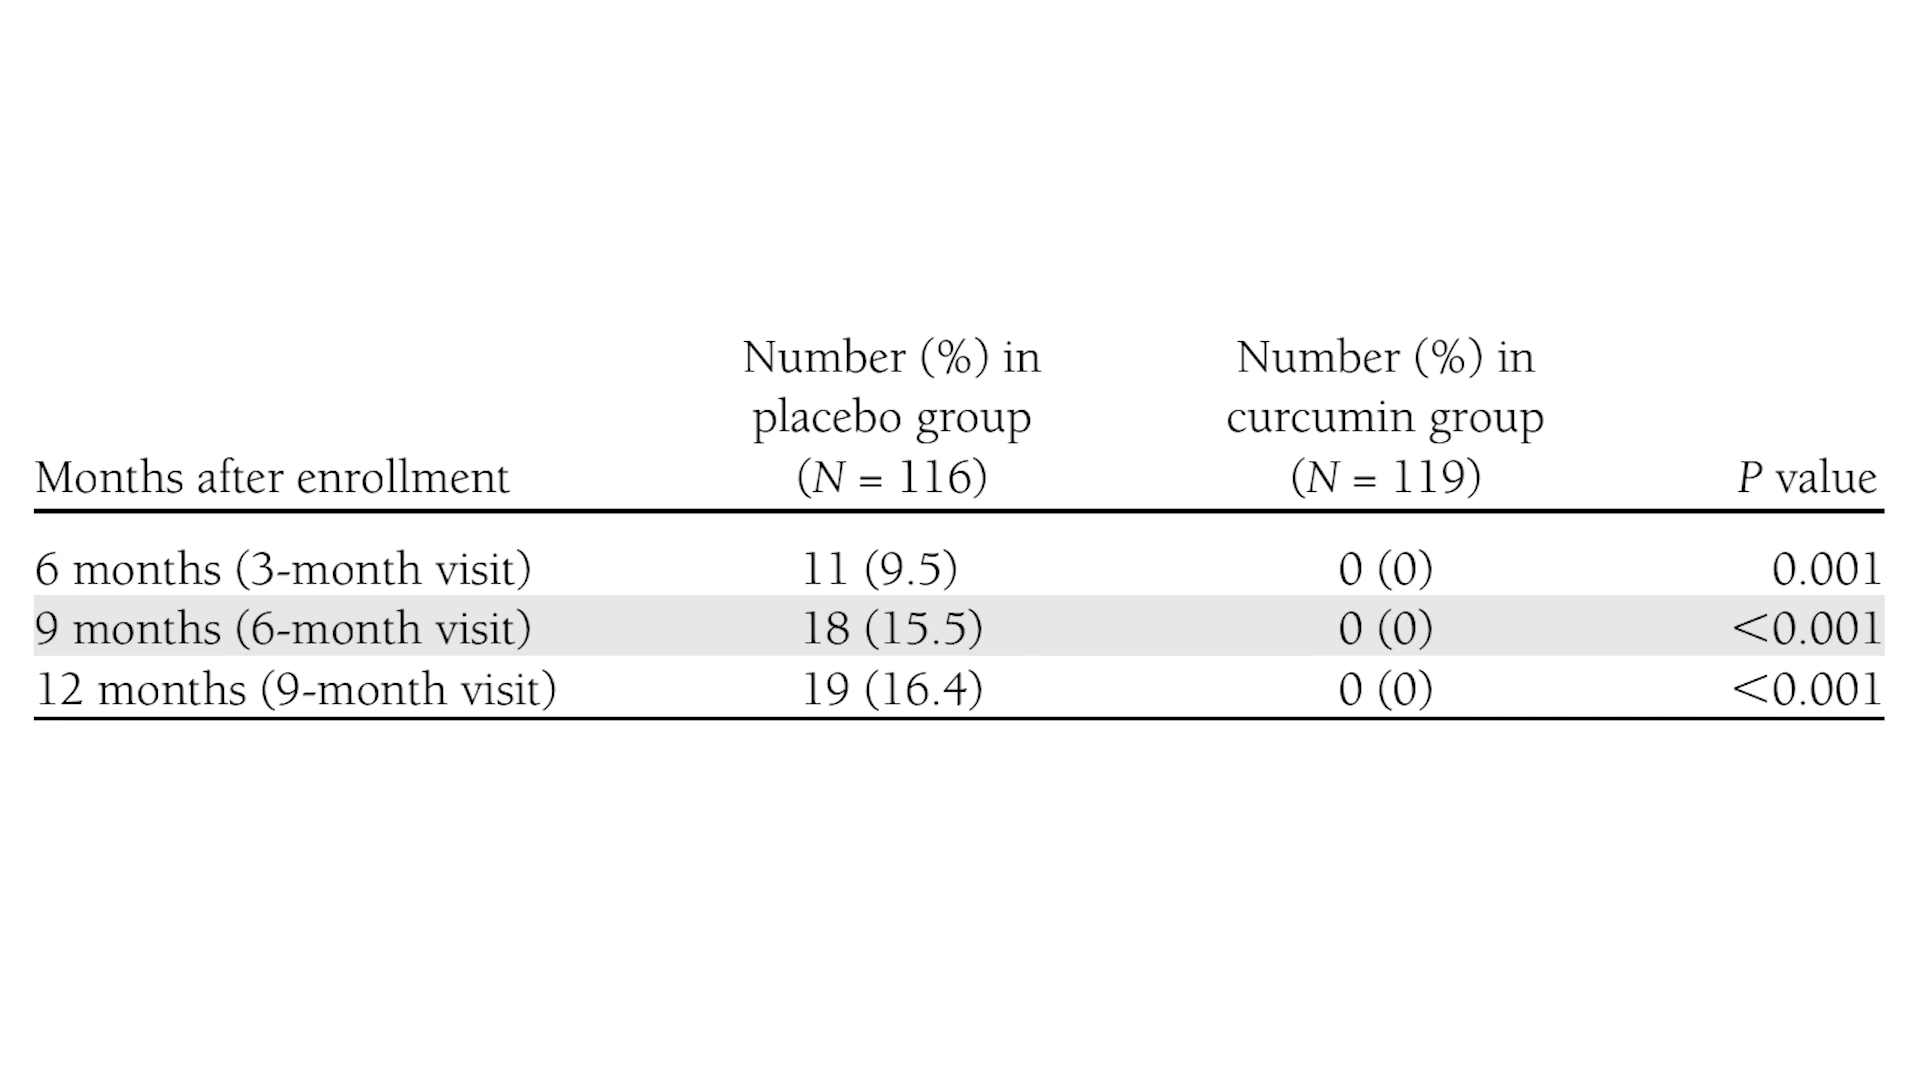 Months after enrollment Number (%) in placebo group (N = 116) Number (%) in curcumin group (N = 119) P value
6 months (3-month visit) 11 (9.5) 0 (0) 0.001
9 months (6-month visit) 18 (15.5) 0 (0) <0.001
12 months (9-month visit) 19 (16.4) 0 (0) <0.001